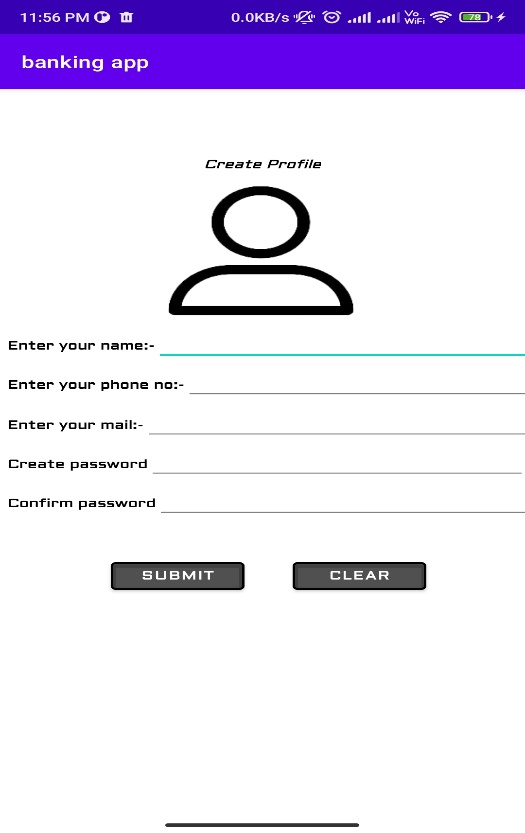 11:56 PM 0.0KB/s Vo WiFi 78
banking app
Create Profile
Enter your name:-
Enter your phone no:-
Enter your mail:-
Create password
Confirm password
SUBMIT CLEAR